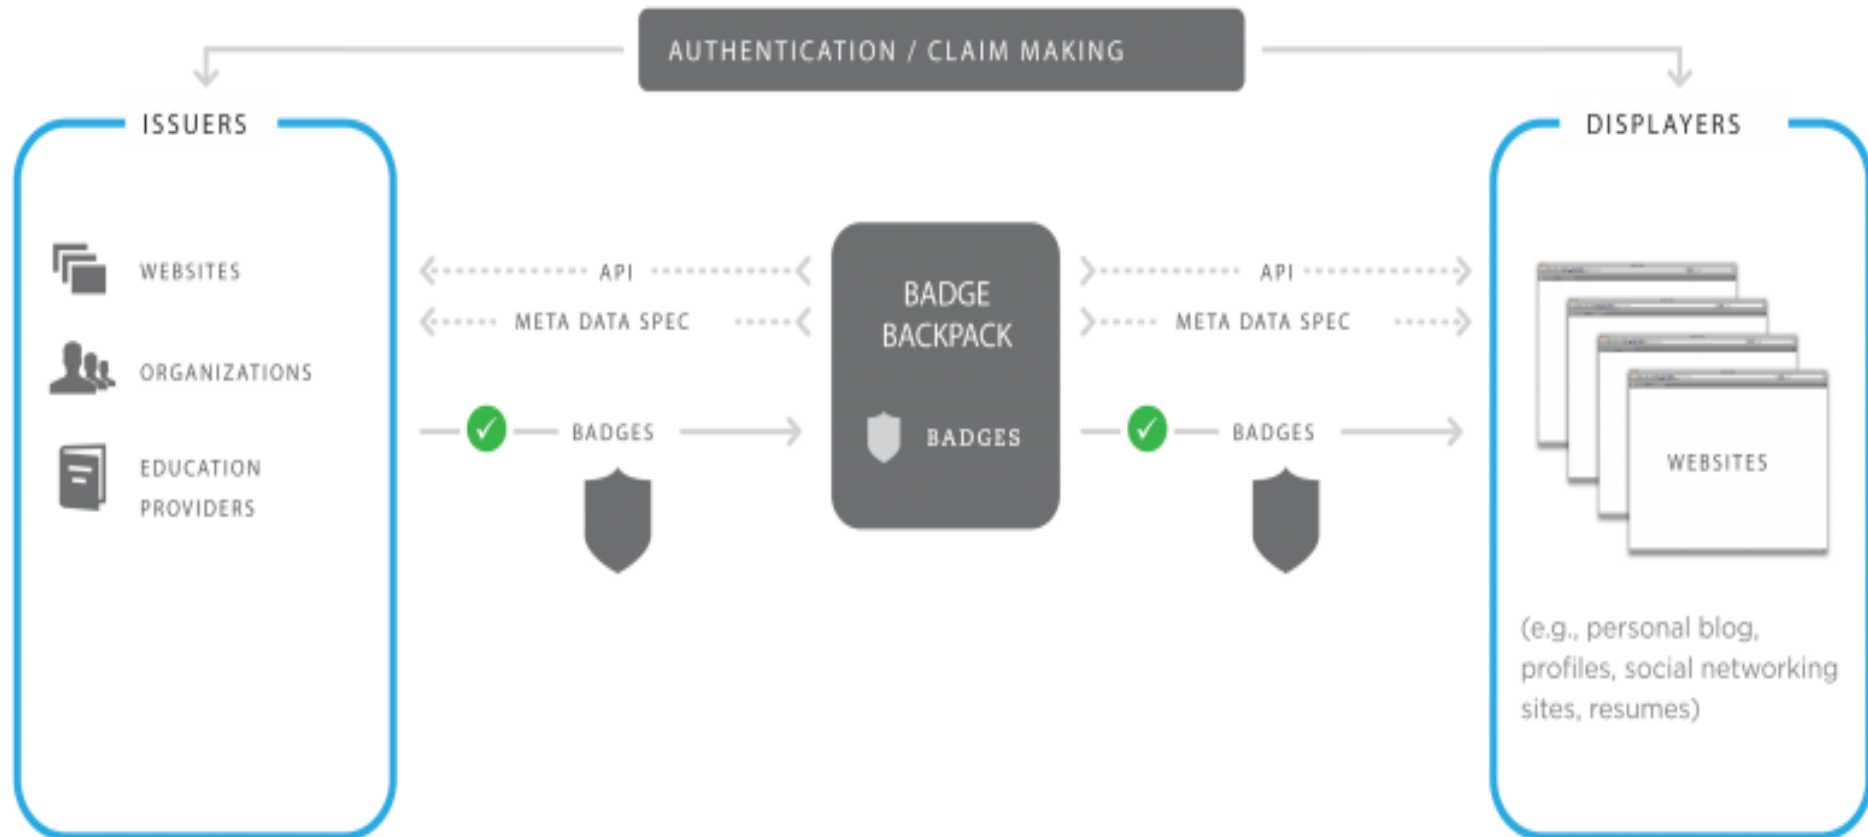 AUTHENTICATION / CLAIM MAKING
ISSUERS
WEBSITES
ORGANIZATIONS
EDUCATION
PROVIDERS
API
META DATA SPEC
BADGES
BADGE
BACKPACK
BADGES
API
META DATA SPEC
BADGES
DISPLAYERS
WEBSITES
(e.g., personal blog,
profiles, social networking
sites, resumes)